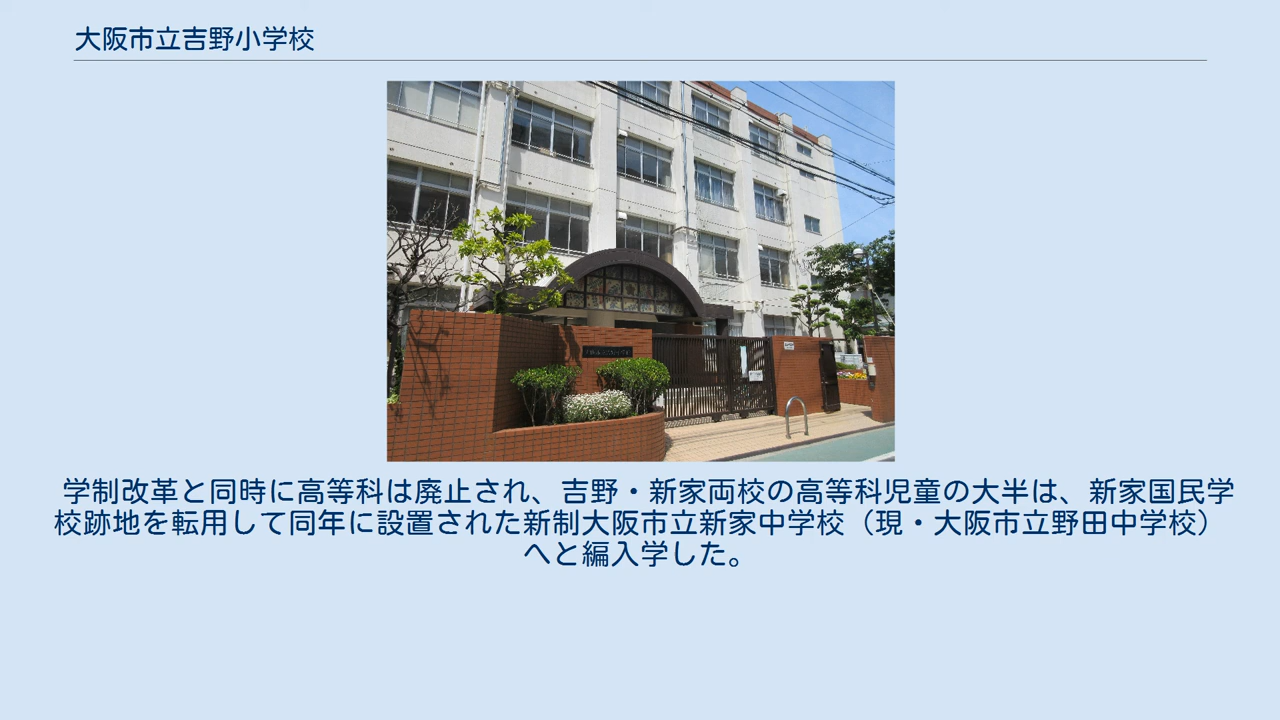 大阪市立吉野小学校
学制改革と同時に高等科は廃止され、吉野・新家両校の高等科児童の大半は、新家国民学
校跡地を転用して同年に設置された新制大阪市立新家中学校（現・大阪市立野田中学校）
へと編入学した。